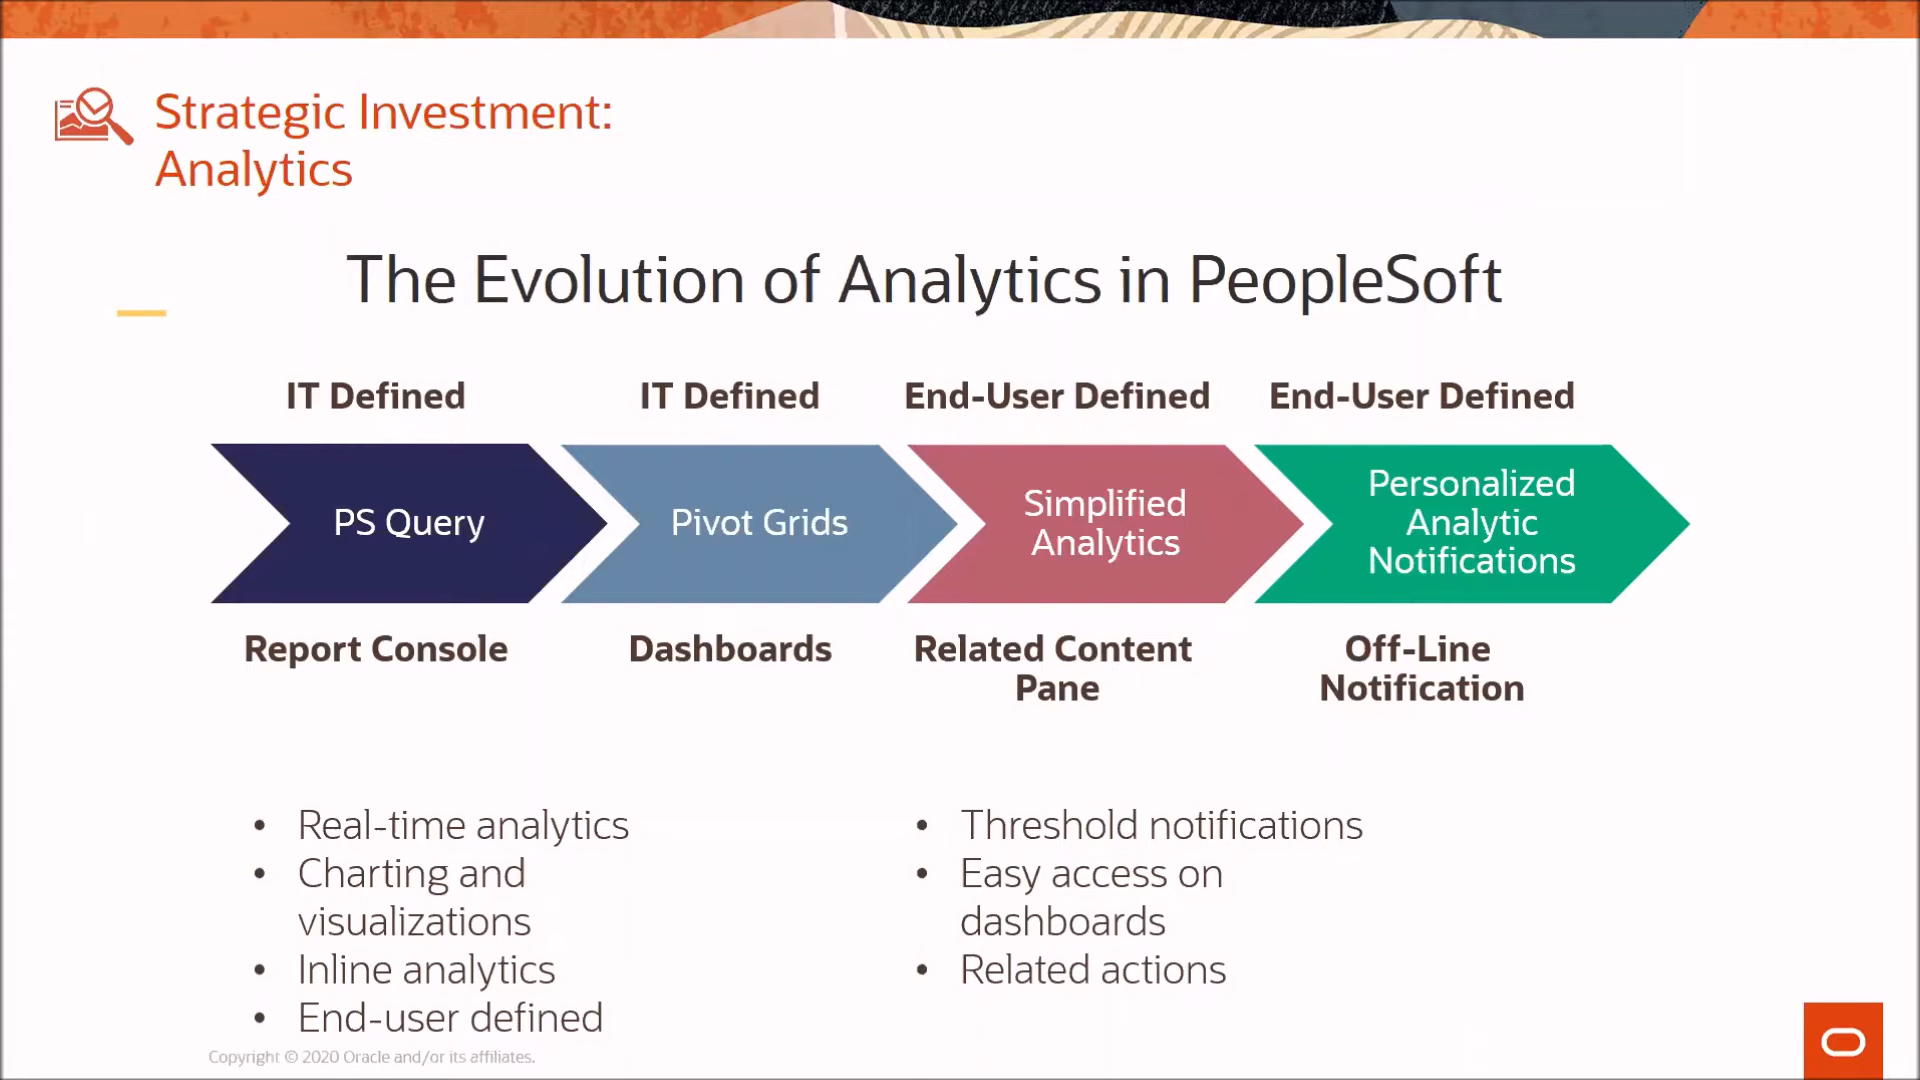 Strategic Investment:
Analytics
The Evolution of Analytics in PeopleSoft
IT Defined
IT Defined
End-User Defined
End-User Defined
PS Query
Pivot Grids
Simplified
Analytics
Personalized
Analytic
Notifications
Report Console
Dashboards
Related Content
Pane
Off-Line
Notification
• Real-time analytics
• Charting and
visualizations
• Inline analytics
• End-user defined
• Threshold notifications
• Easy access on
dashboards
• Related actions
Copyright © 2020 Oracle and/or its affiliates.